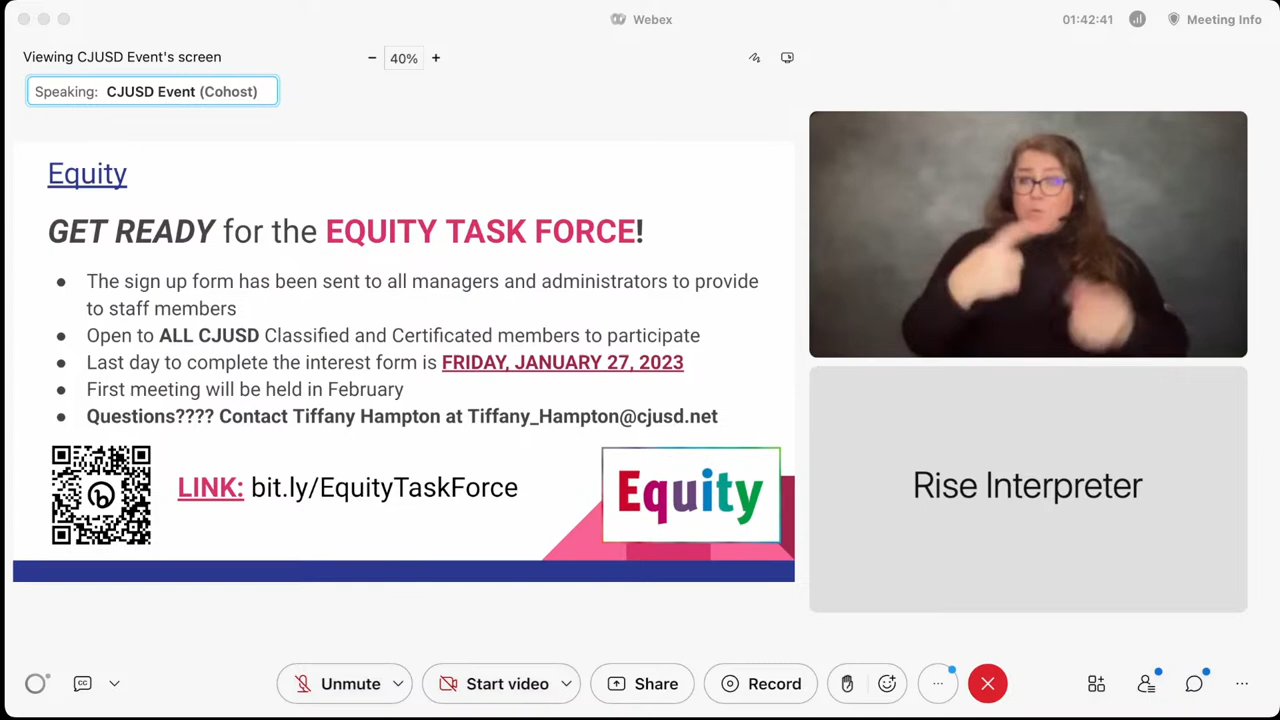 Webex
01:42:41
Meeting Info
Viewing CJUSD Event's screen
− 40% +
Speaking: CJUSD Event (Cohost)
Equity
GET READY for the EQUITY TASK FORCE!
● The sign up form has been sent to all managers and administrators to provide
to staff members
● Open to ALL CJUSD Classified and Certificated members to participate
● Last day to complete the interest form is FRIDAY, JANUARY 27, 2023
● First meeting will be held in February
● Questions???? Contact Tiffany Hampton at Tiffany_Hampton@cjusd.net
LINK: bit.ly/EquityTaskForce
Equity
Rise Interpreter
CC
Unmute
Start video
Share
Record